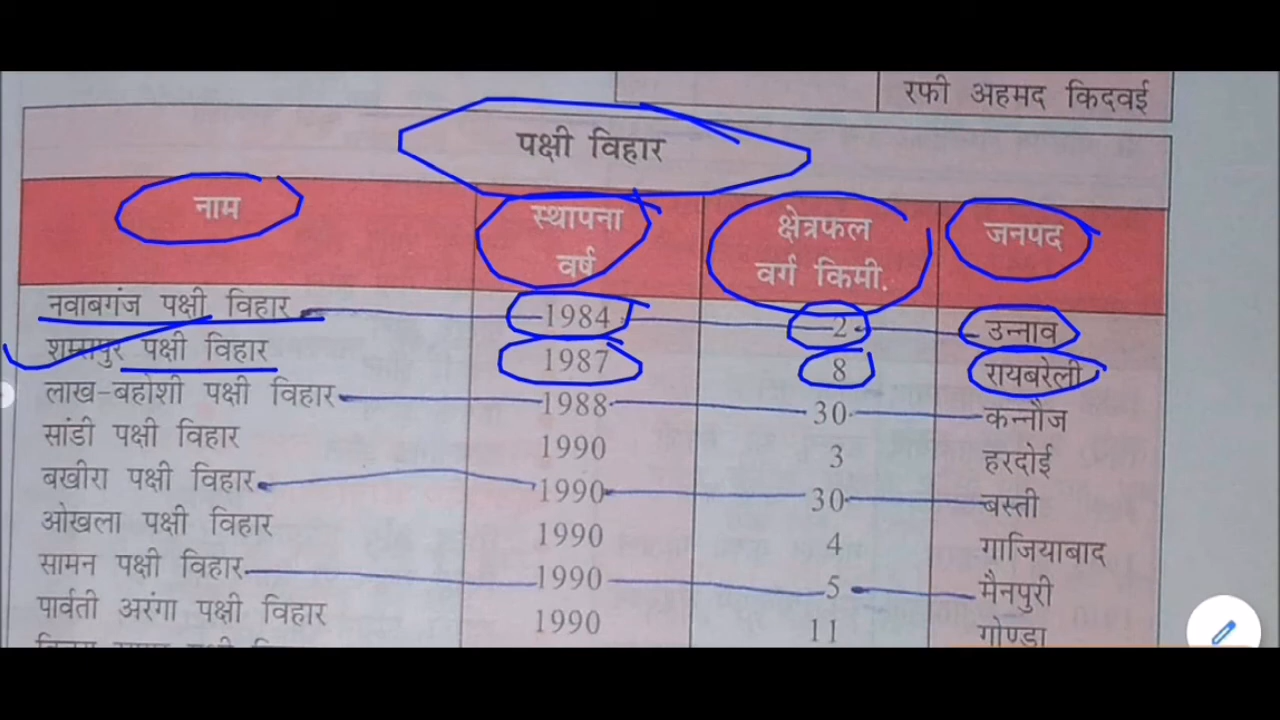 रफी अहमद किदवई
पक्षी विहार
नाम स्थापना वर्ष क्षेत्रफल वर्ग किमी. जनपद
नवाबगंज पक्षी विहार 1984 2 उन्नाव
पक्षी विहार 1987 8 रायबरेली
लाख-बहोशी पक्षी विहार 1988 30 कन्नौज
सांडी पक्षी विहार 1990 3 हरदोई
बखीरा पक्षी विहार 1990 30 बस्ती
ओखला पक्षी विहार 1990 4 गाजियाबाद
सामन पक्षी विहार 1990 5 मैनपुरी
पार्वती अरंगा पक्षी विहार 1990 11 गोण्डा